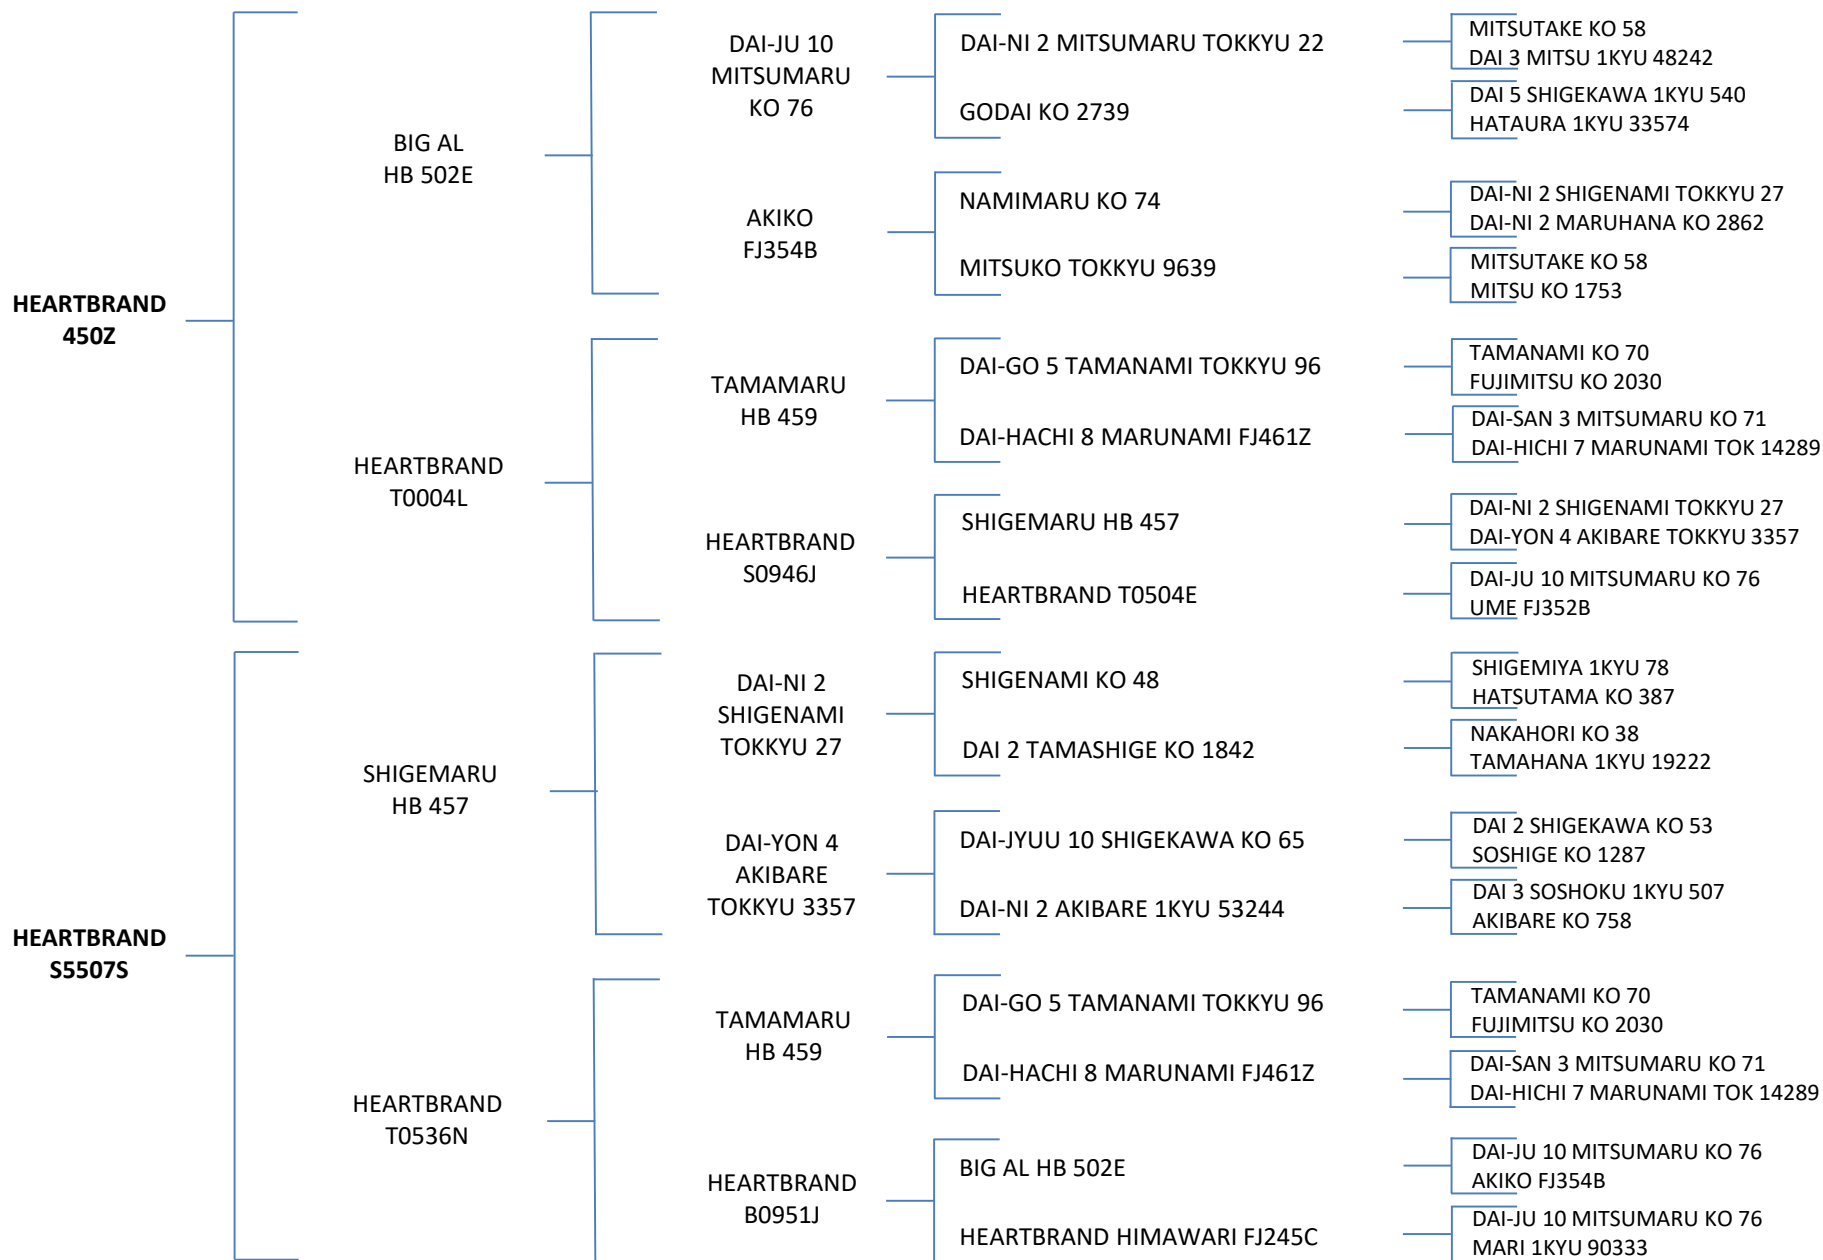 HEARTBRAND
450Z
BIG AL
HB 502E
DAI-JU 10
MITSUMARU
KO 76
DAI-NI 2 MITSUMARU TOKKYU 22
MITSUTAKE KO 58
DAI 3 MITSU 1KYU 48242
GODAI KO 2739
DAI 5 SHIGEKAWA 1KYU 540
HATAURA 1KYU 33574
AKIKO
FJ354B
NAMIMARU KO 74
DAI-NI 2 SHIGENAMI TOKKYU 27
DAI-NI 2 MARUHANA KO 2862
MITSUKO TOKKYU 9639
MITSUTAKE KO 58
MITSU KO 1753
HEARTBRAND
T0004L
TAMAMARU
HB 459
DAI-GO 5 TAMANAMI TOKKYU 96
TAMANAMI KO 70
FUJIMITSU KO 2030
DAI-HACHI 8 MARUNAMI FJ461Z
DAI-SAN 3 MITSUMARU KO 71
DAI-HICHI 7 MARUNAMI TOK 14289
HEARTBRAND
S0946J
SHIGEMARU HB 457
DAI-NI 2 SHIGENAMI TOKKYU 27
DAI-YON 4 AKIBARE TOKKYU 3357
HEARTBRAND T0504E
DAI-JU 10 MITSUMARU KO 76
UME FJ352B
HEARTBRAND
S5507S
SHIGEMARU
HB 457
DAI-NI 2
SHIGENAMI
TOKKYU 27
SHIGENAMI KO 48
SHIGEMIYA 1KYU 78
HATSUTAMA KO 387
DAI 2 TAMASHIGE KO 1842
NAKAHORI KO 38
TAMAHANA 1KYU 19222
DAI-YON 4
AKIBARE
TOKKYU 3357
DAI-JYUU 10 SHIGEKAWA KO 65
DAI 2 SHIGEKAWA KO 53
SOSHIGE KO 1287
DAI-NI 2 AKIBARE 1KYU 53244
DAI 3 SOSHOKU 1KYU 507
AKIBARE KO 758
HEARTBRAND
T0536N
TAMAMARU
HB 459
DAI-GO 5 TAMANAMI TOKKYU 96
TAMANAMI KO 70
FUJIMITSU KO 2030
DAI-HACHI 8 MARUNAMI FJ461Z
DAI-SAN 3 MITSUMARU KO 71
DAI-HICHI 7 MARUNAMI TOK 14289
HEARTBRAND
B0951J
BIG AL HB 502E
DAI-JU 10 MITSUMARU KO 76
AKIKO FJ354B
HEARTBRAND HIMAWARI FJ245C
DAI-JU 10 MITSUMARU KO 76
MARI 1KYU 90333